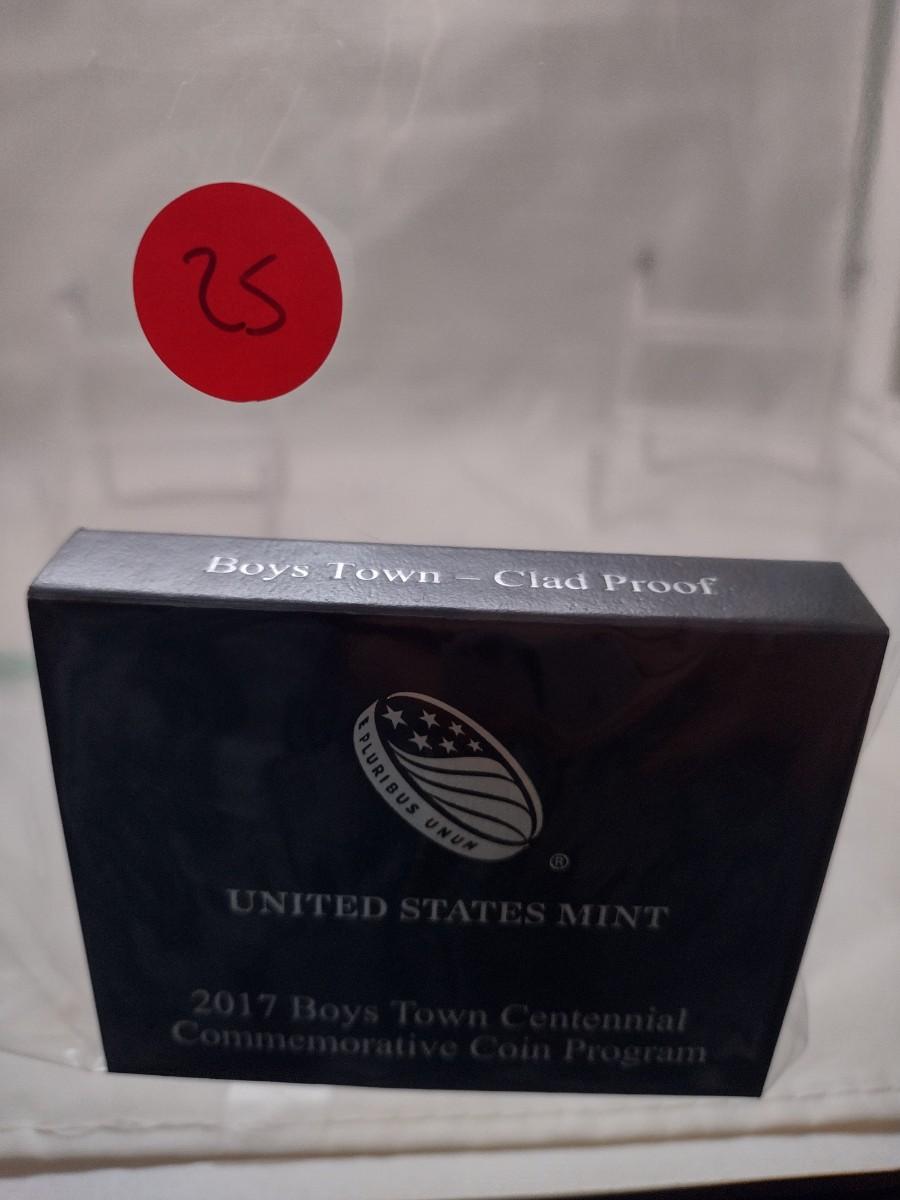 25
Boys Town – Clad Proof
E PLURIBUS UNUM
®
UNITED STATES MINT
2017 Boys Town Centennial
Commemorative Coin Program